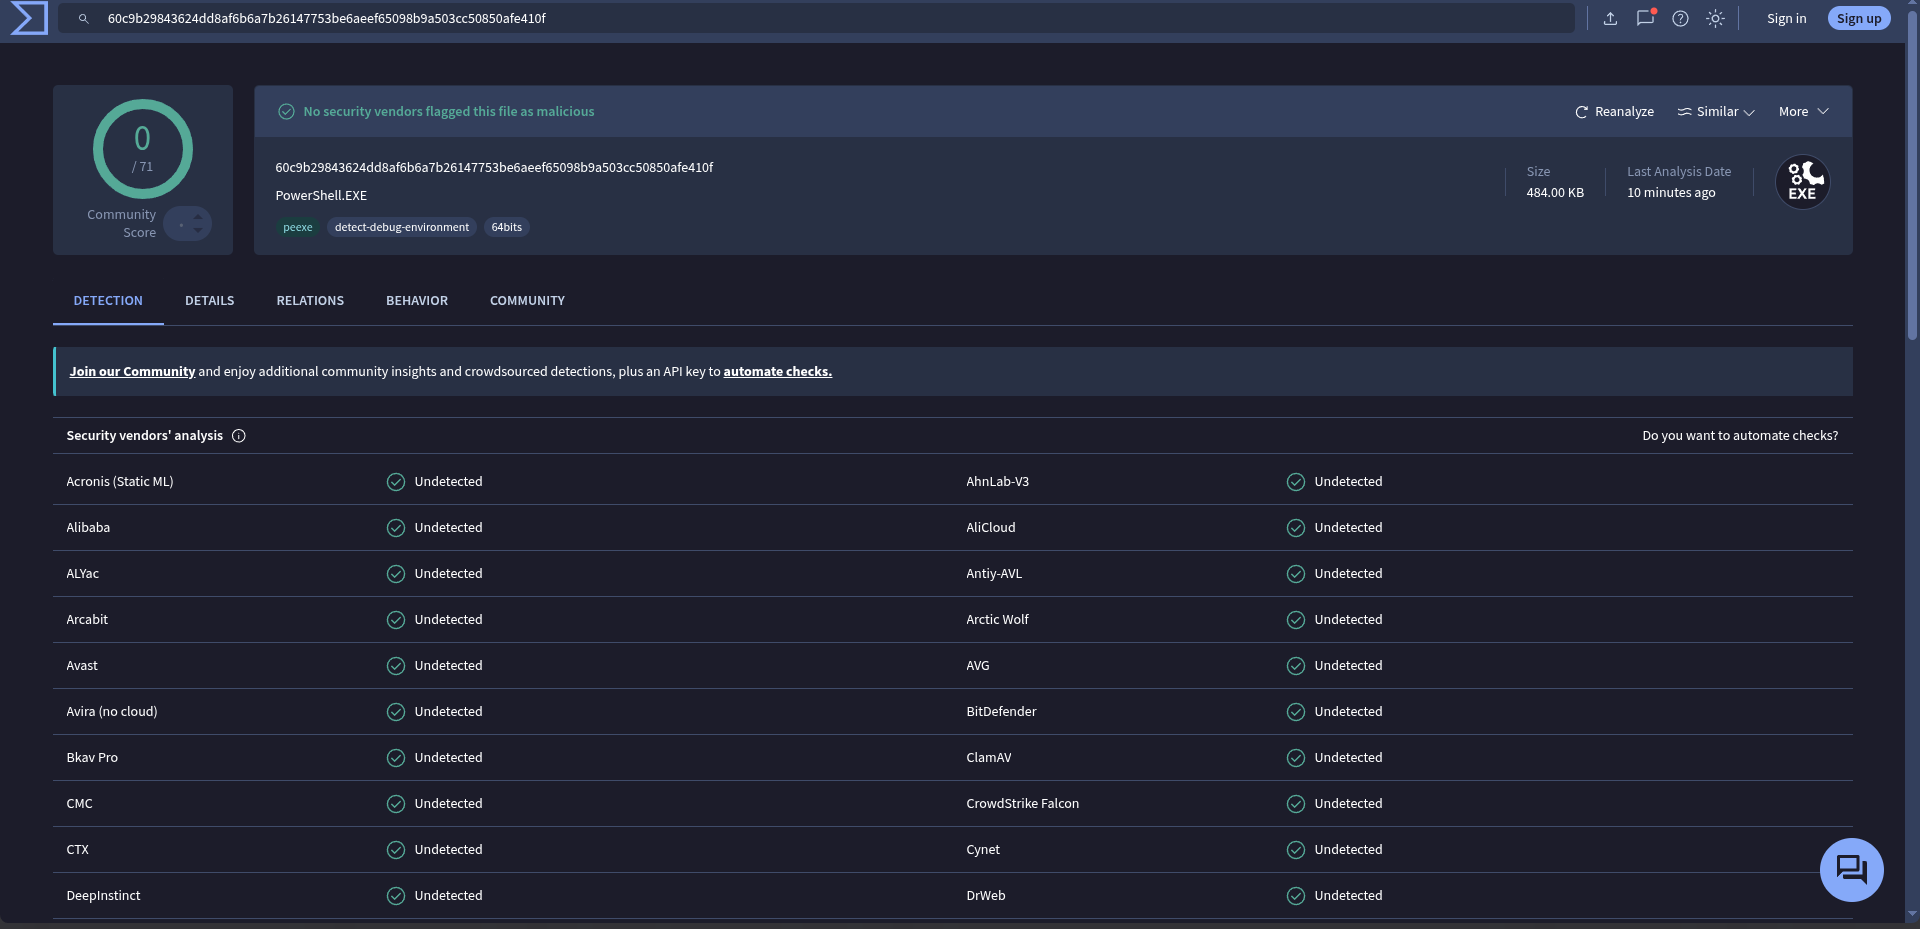 60c9b29843624dd8af6b6a7b26147753be6aeef65098b9a503cc50850afe410f
Sign in
Sign up
0
/ 71
Community
Score
No security vendors flagged this file as malicious
Reanalyze
Similar
More
60c9b29843624dd8af6b6a7b26147753be6aeef65098b9a503cc50850afe410f
PowerShell.EXE
peexe
detect-debug-environment
64bits
Size
484.00 KB
Last Analysis Date
10 minutes ago
EXE
DETECTION
DETAILS
RELATIONS
BEHAVIOR
COMMUNITY
Join our Community and enjoy additional community insights and crowdsourced detections, plus an API key to automate checks.
Security vendors' analysis
Do you want to automate checks?
Acronis (Static ML) Undetected AhnLab-V3 Undetected
Alibaba Undetected AliCloud Undetected
ALYac Undetected Antiy-AVL Undetected
Arcabit Undetected Arctic Wolf Undetected
Avast Undetected AVG Undetected
Avira (no cloud) Undetected BitDefender Undetected
Bkav Pro Undetected ClamAV Undetected
CMC Undetected CrowdStrike Falcon Undetected
CTX Undetected Cynet Undetected
DeepInstinct Undetected DrWeb Undetected